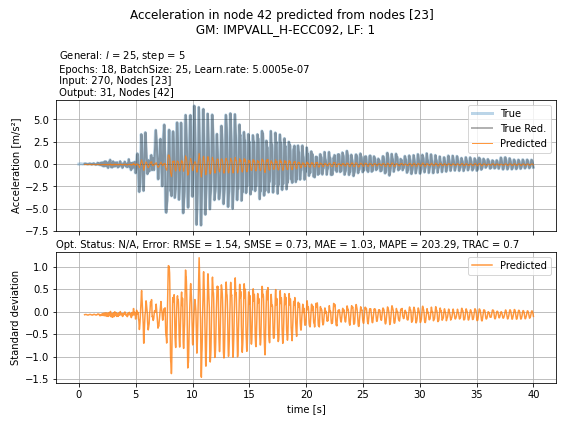 Acceleration in node 42 predicted from nodes [23]
GM: IMPVALL_H-ECC092, LF: 1
General: l = 25, step = 5
Epochs: 18, BatchSize: 25, Learn.rate: 5.0005e-07
Input: 270, Nodes [23]
Output: 31, Nodes [42]
Acceleration [m/s²]
5.0
2.5
0.0
−2.5
−5.0
−7.5
True
True Red.
Predicted
Opt. Status: N/A, Error: RMSE = 1.54, SMSE = 0.73, MAE = 1.03, MAPE = 203.29, TRAC = 0.7
Standard deviation
1.0
0.5
0.0
−0.5
−1.0
−1.5
Predicted
0 5 10 15 20 25 30 35 40
time [s]